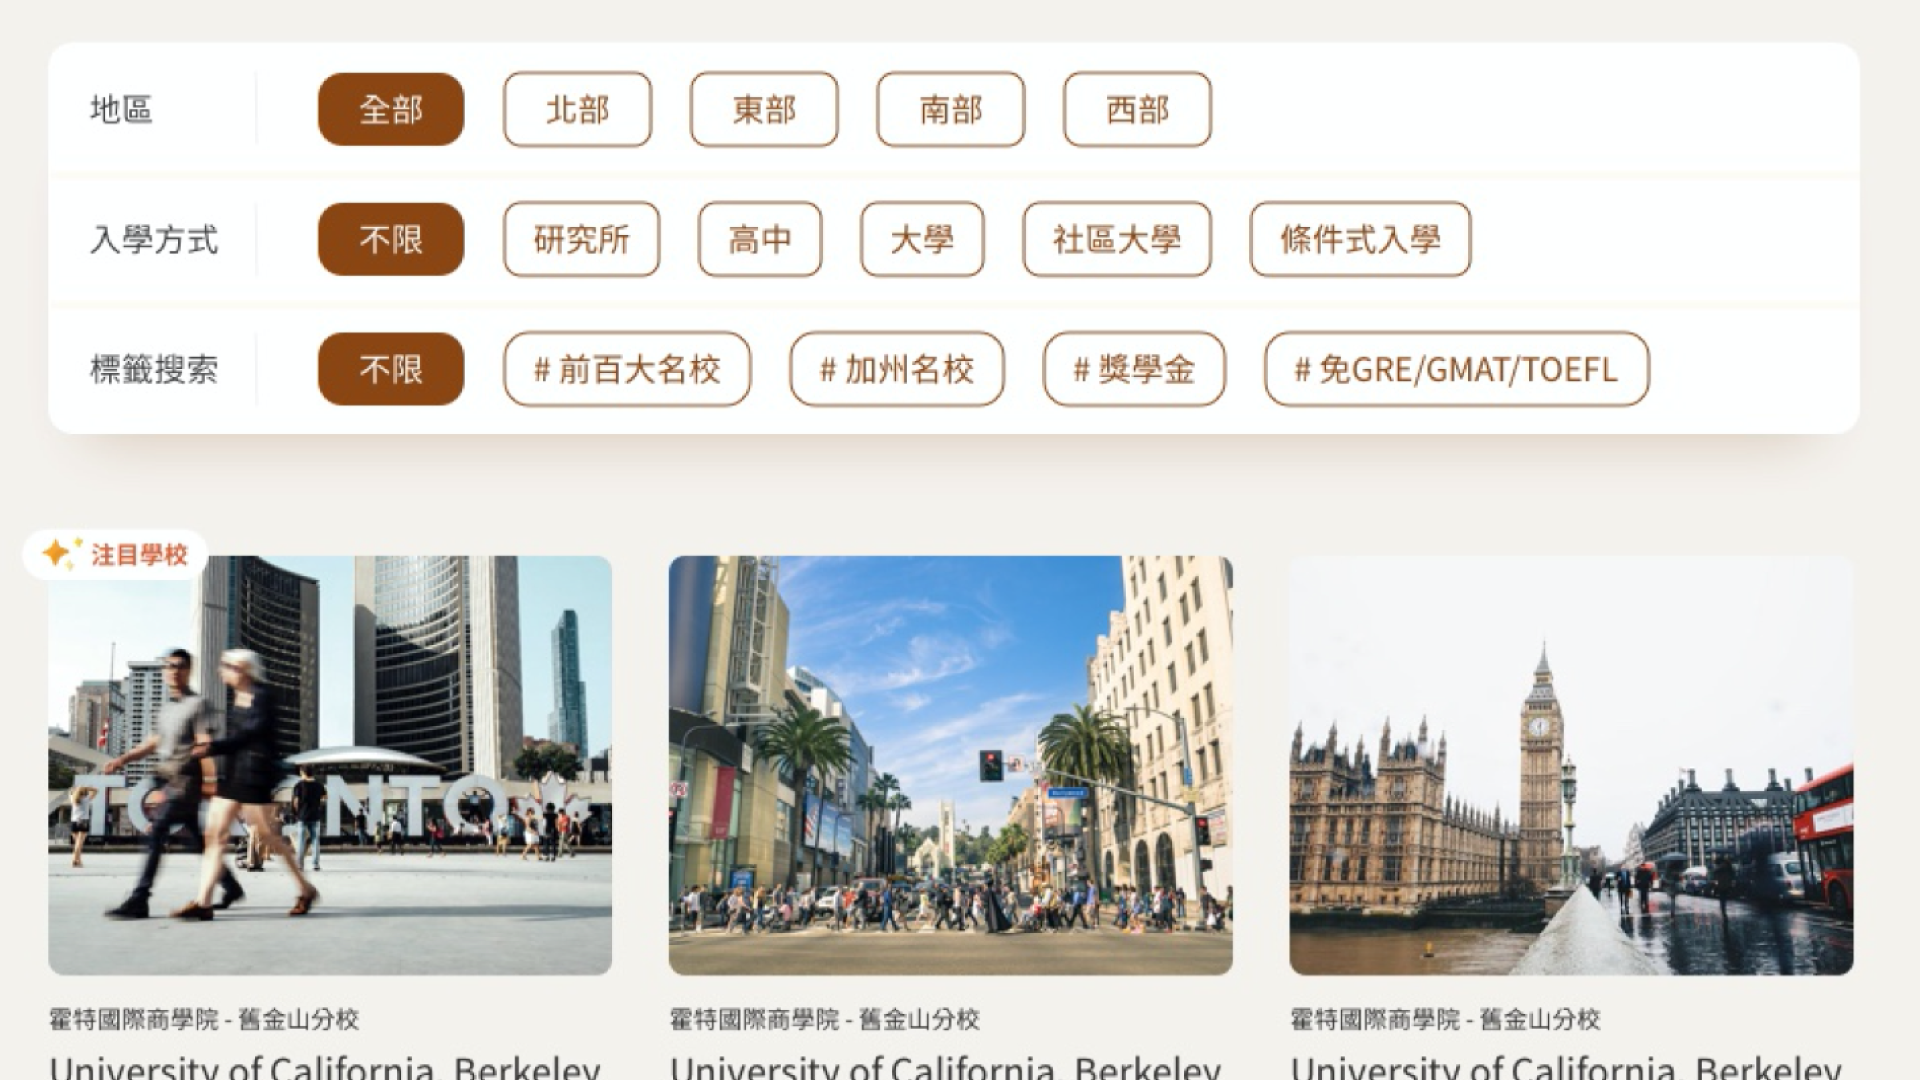 地區
全部
北部
東部
南部
西部
入學方式
不限
研究所
高中
大學
社區大學
條件式入學
標籤搜索
不限
# 前百大名校
# 加州名校
# 獎學金
# 免GRE/GMAT/TOEFL
注目學校
霍特國際商學院 - 舊金山分校
霍特國際商學院 - 舊金山分校
霍特國際商學院 - 舊金山分校
University of California, Berkeley
University of California, Berkeley
University of California, Berkeley